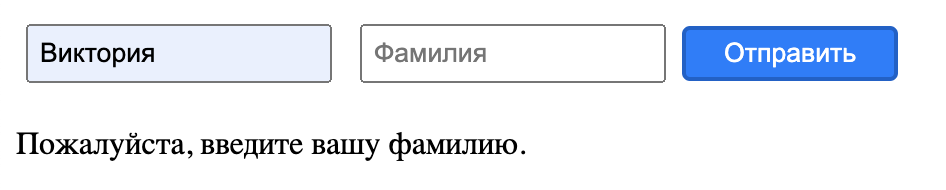 Виктория Фамилия Отправить
Пожалуйста, введите вашу фамилию.